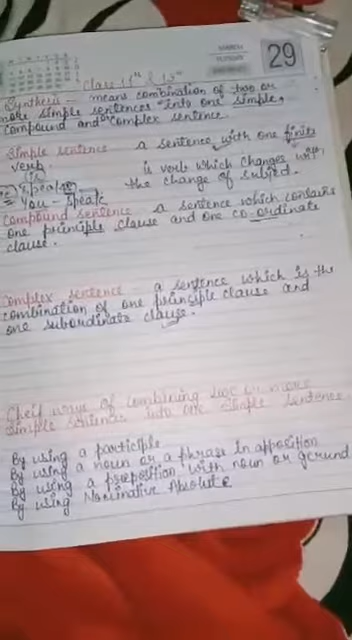 29
Class 11th & 12th
Synthesis - means combination of two or
more simple sentences into one simple,
compound and complex sentence.
Simple sentence a sentence with one finite
verb
is verb which changes with
speaks
the change of subject.
You - speak
Compound sentence a sentence which contains
one principle clause and one co-ordinate
clause.
Complex sentence - a sentence which is the
combination of one principle clause and
one subordinate clause.
Cheif ways of combining two or more
simple sentences into one simple sentence
By using a participle
By using a noun or a phrase in apposition
By using a preposition with noun or gerund
By using Nominative Absolute